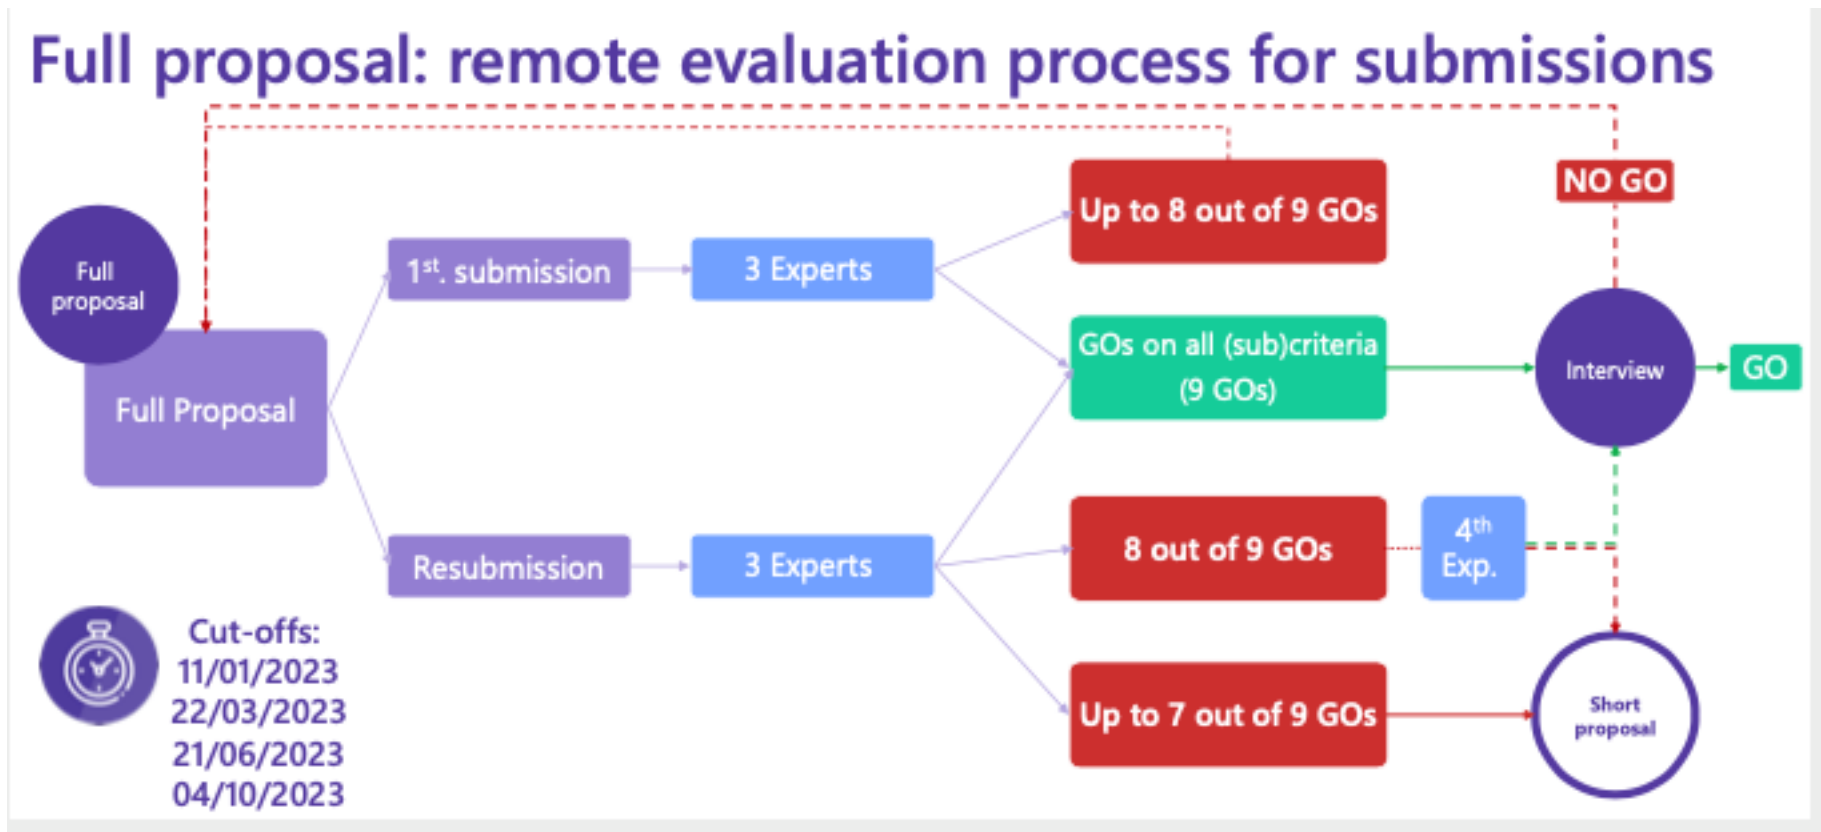 Full proposal: remote evaluation process for submissions
NO GO
Up to 8 out of 9 GOs
Full
proposal
1st. submission
3 Experts
GOs on all (sub)criteria
(9 GOs)
Interview
GO
Full Proposal
Resubmission
3 Experts
8 out of 9 GOs
4th
Exp.
Up to 7 out of 9 GOs
Short
proposal
Cut-offs:
11/01/2023
22/03/2023
21/06/2023
04/10/2023